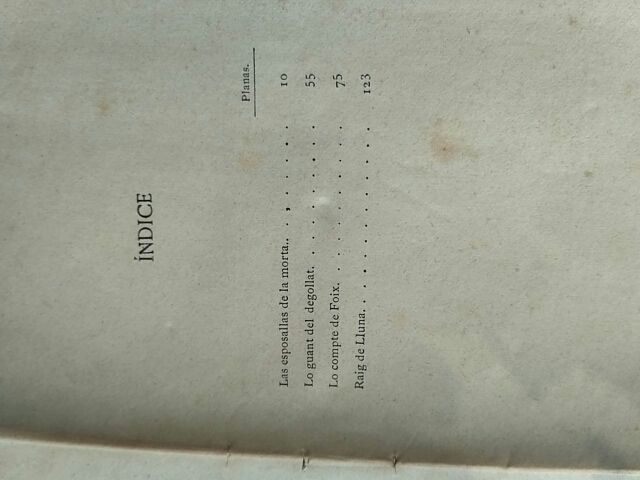 ÍNDICE
Planas.
Las esposallas de la morta.. . , . . . . . 10
Lo guant del degollat. . . . . . . . . . 55
Lo compte de Foix. . . . . . . . . . . 75
Raig de Lluna. . . . . . . . . . . . . 123